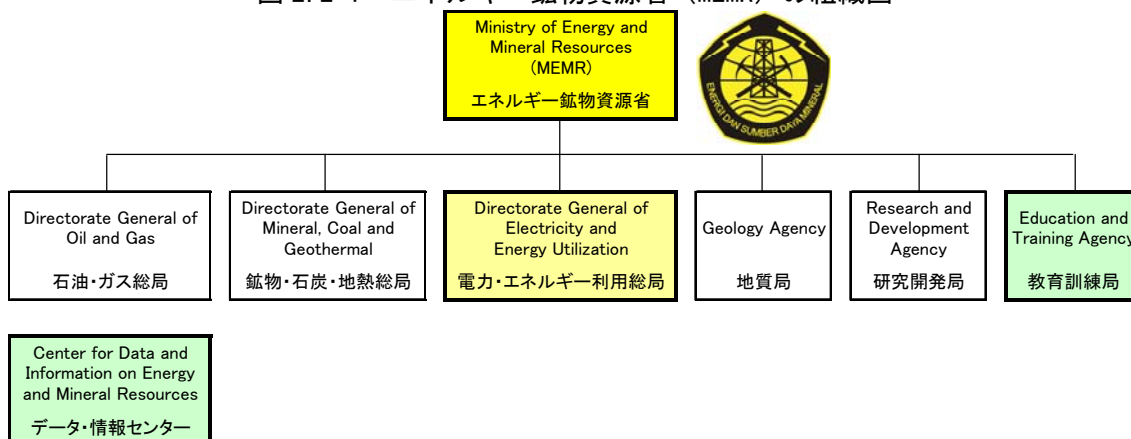 Ministry of Energy and
Mineral Resources
(MEMR)
エネルギー鉱物資源省
ENERGI DAN SUMBER DAYA MINERAL
Directorate General of
Oil and Gas
石油・ガス総局
Directorate General of
Mineral, Coal and
Geothermal
鉱物・石炭・地熱総局
Directorate General of
Electricity and
Energy Utilization
電力・エネルギー利用総局
Geology Agency
地質局
Research and
Development
Agency
研究開発局
Education and
Training Agency
教育訓練局
Center for Data and
Information on Energy
and Mineral Resources
データ・情報センター